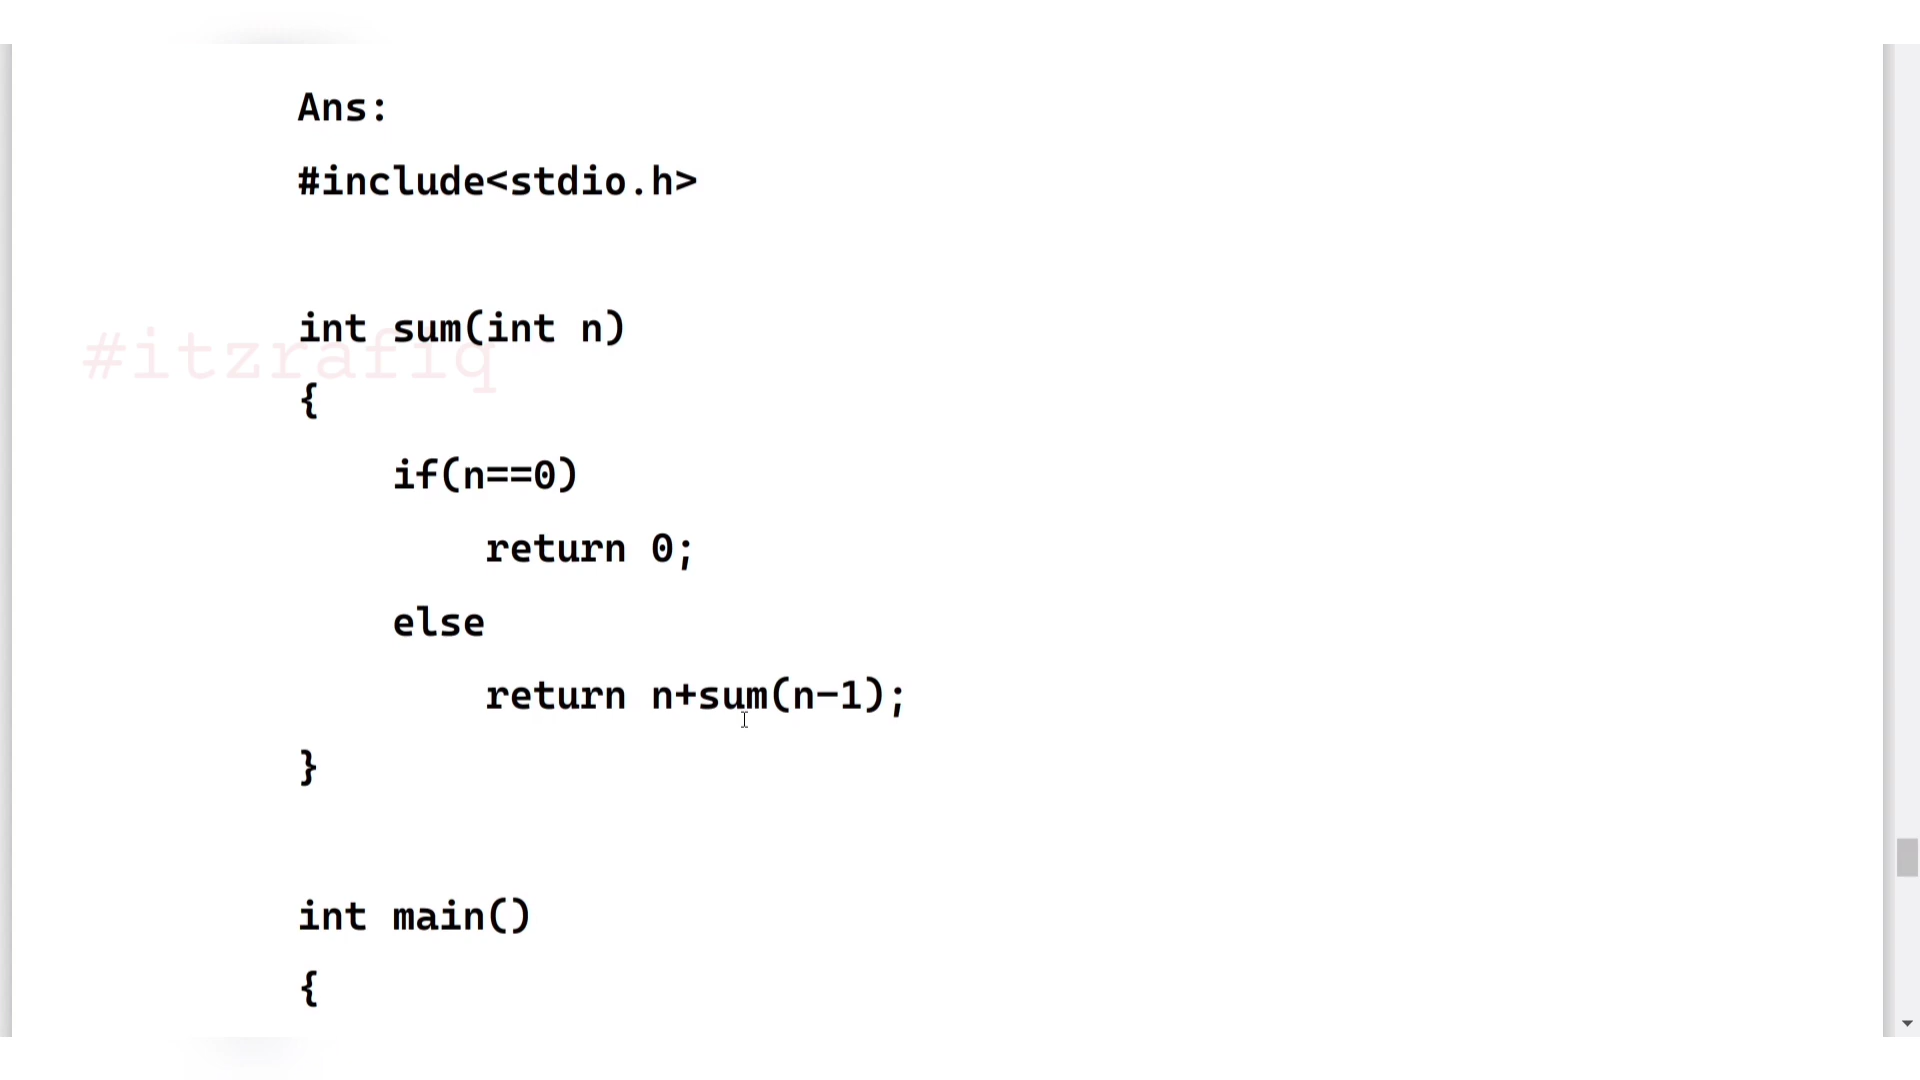 Ans:
#include<stdio.h>
int sum(int n)
#itzrafiq
{
if(n==0)
return 0;
else
return n+sum(n-1);
}
int main()
{